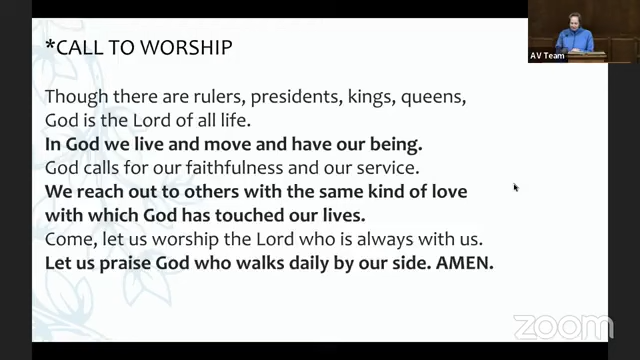 *CALL TO WORSHIP
AV Team
Though there are rulers, presidents, kings, queens,
God is the Lord of all life.
In God we live and move and have our being.
God calls for our faithfulness and our service.
We reach out to others with the same kind of love
with which God has touched our lives.
Come, let us worship the Lord who is always with us.
Let us praise God who walks daily by our side. AMEN.
zoom